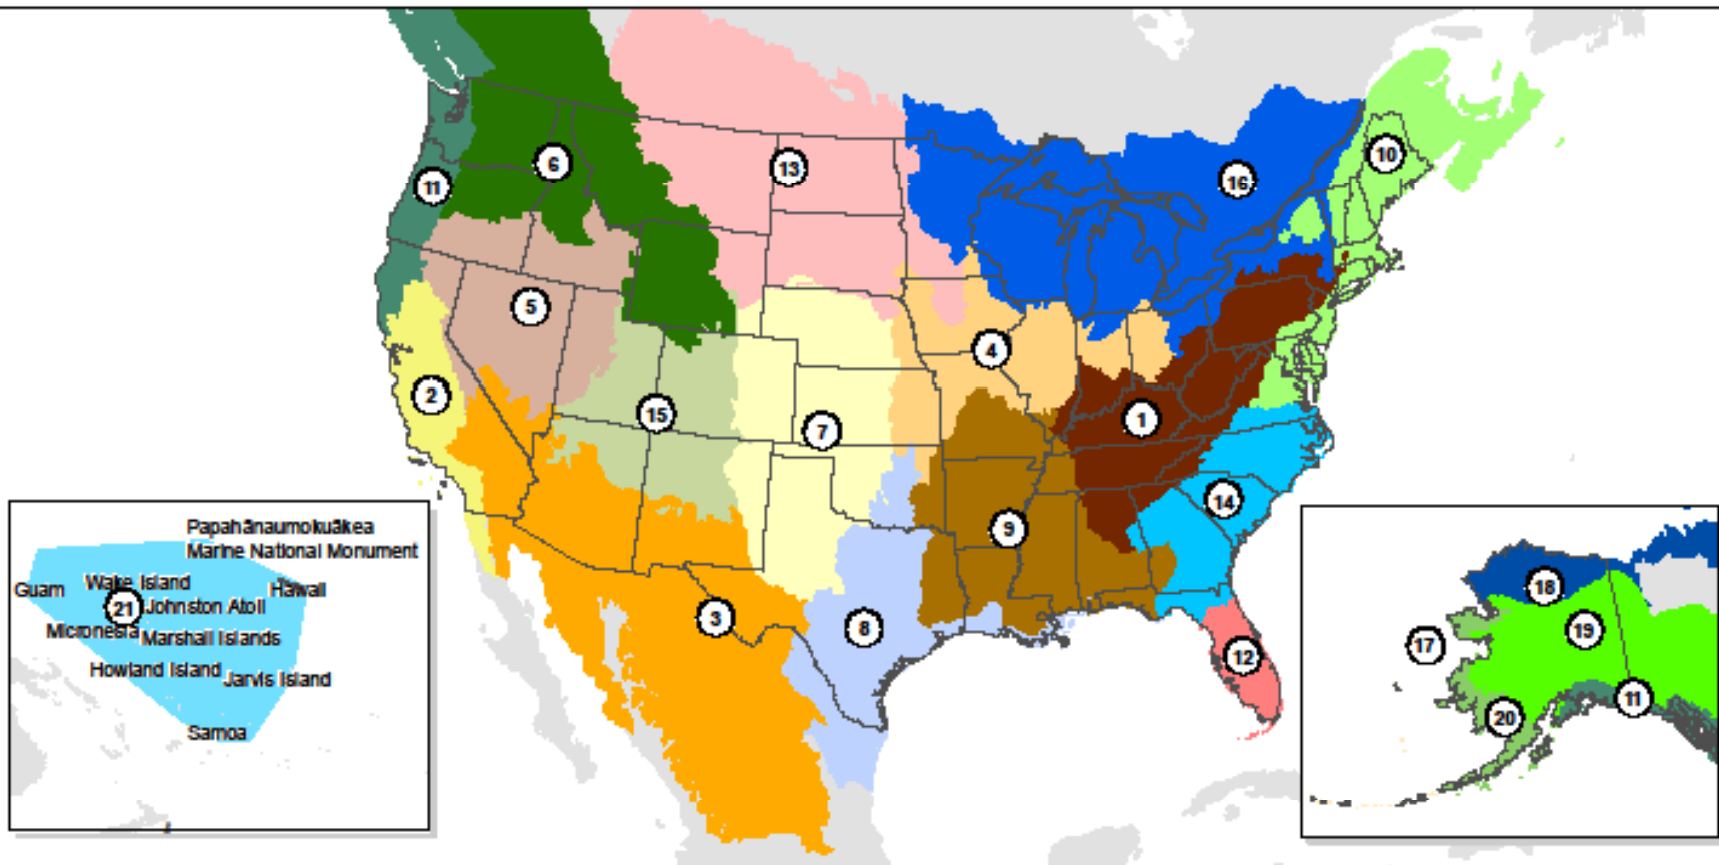 6
13
11
16
10
5
4
2
15
7
1
14
9
3
8
12
Papahānaumokuākea
Marine National Monument
Guam
Wake Island
Hawaii
21
Johnston Atoll
Micronesia
Marshall Islands
Howland Island
Jarvis Island
Samoa
18
17
19
11
20